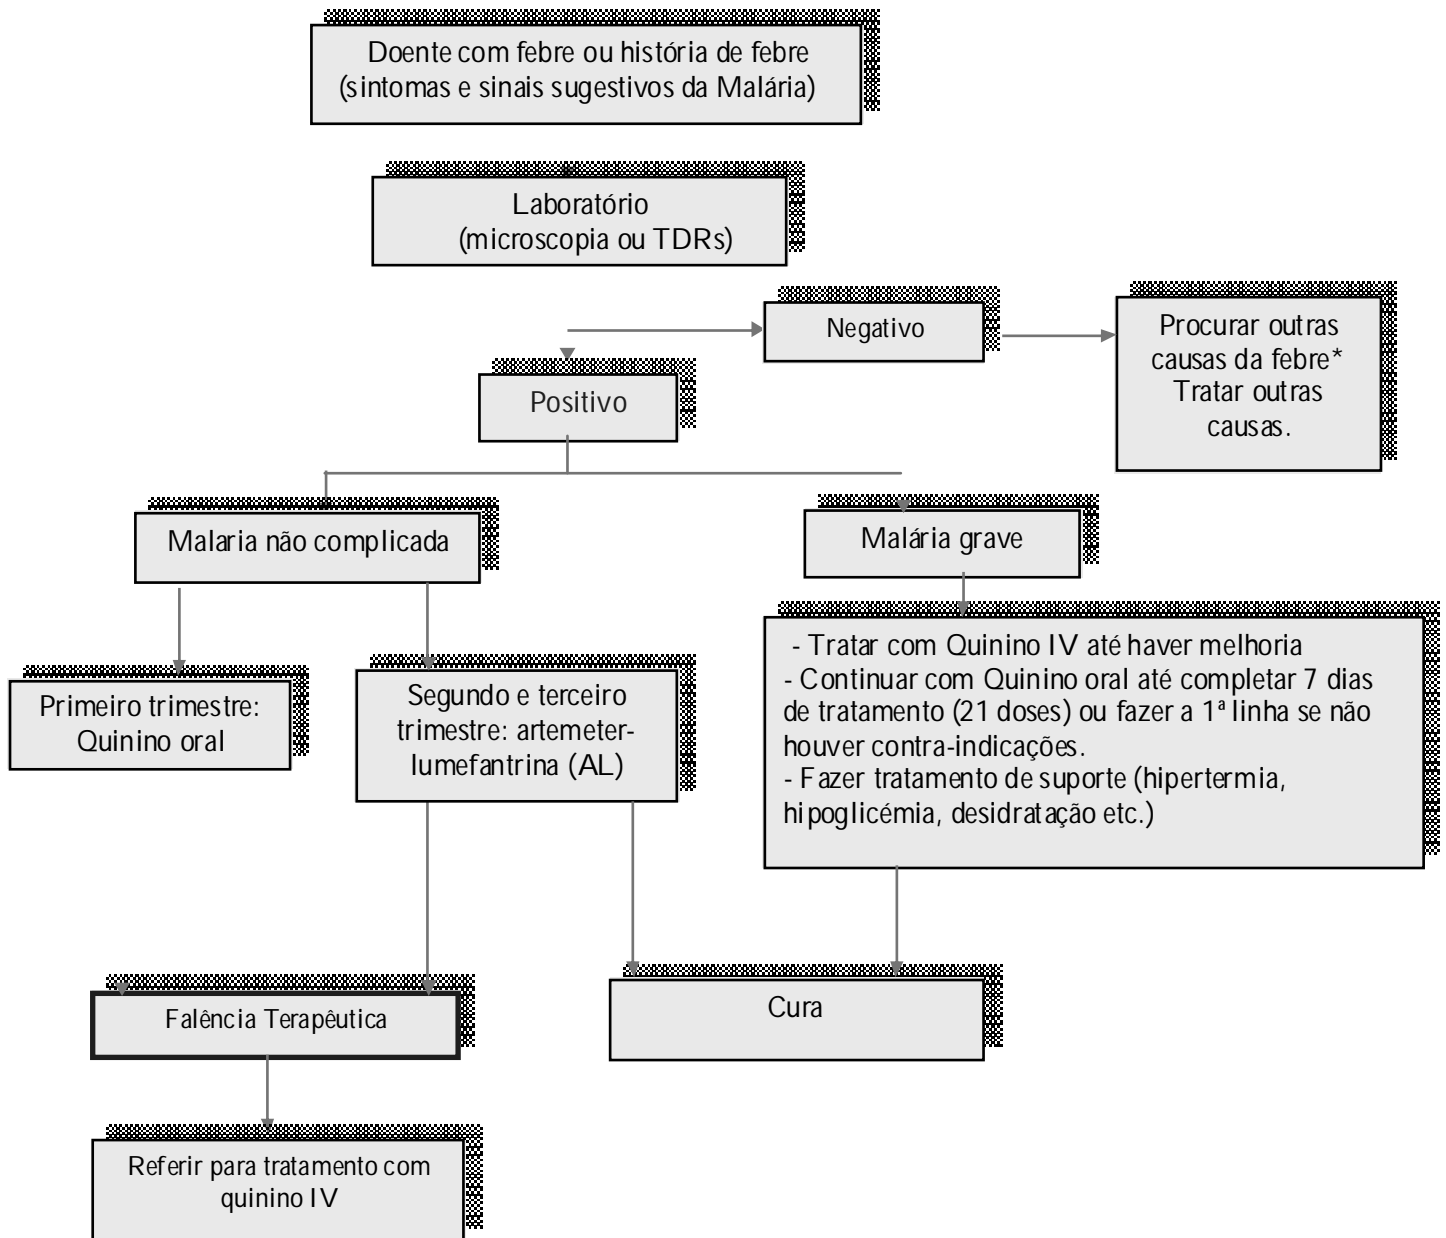 Doente com febre ou história de febre
(sintomas e sinais sugestivos da Malária)
Laboratório
(microscopia ou TDRs)
Negativo
Procurar outras
causas da febre*
Tratar outras
causas.
Positivo
Malaria não complicada
Malária grave
Primeiro trimestre:
Quinino oral
Segundo e terceiro
trimestre: artemeter-
lumefantrina (AL)
- Tratar com Quinino IV até haver melhoria
- Continuar com Quinino oral até completar 7 dias
de tratamento (21 doses) ou fazer a 1ª linha se não
houver contra-indicações.
- Fazer tratamento de suporte (hipertermia,
hipoglicémia, desidratação etc.)
Falência Terapêutica
Cura
Referir para tratamento com
quinino IV